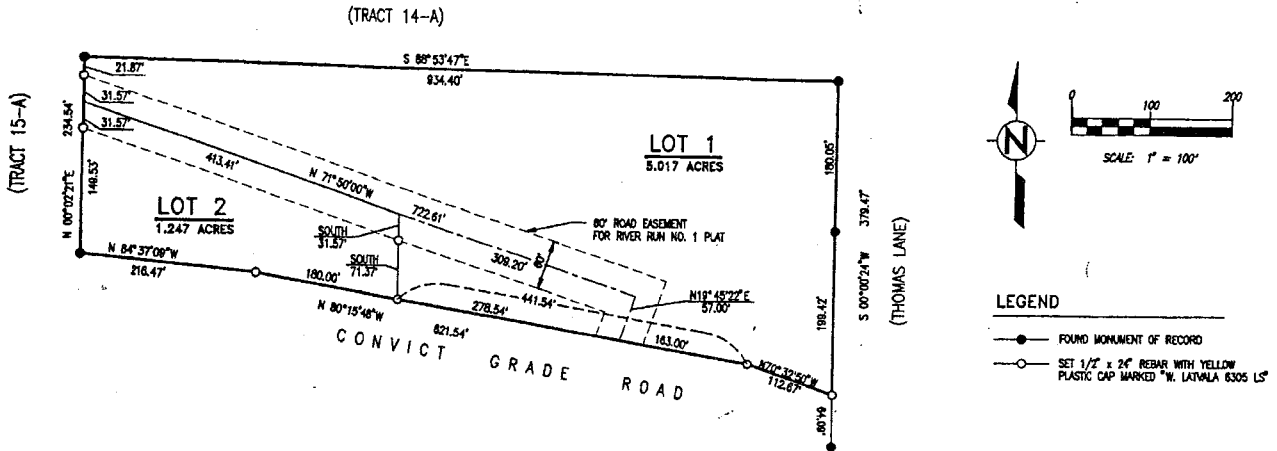 (TRACT 14-A)
S 88°53'47"E
934.40'
21.87'
31.57'
31.57'
(TRACT 15-A)
234.54'
149.53'
N 00°02'21"E
413.41'
N 71°50'00"W
722.61'
LOT 1
5.017 ACRES
LOT 2
1.247 ACRES
60' ROAD EASEMENT
FOR RIVER RUN NO. 1 PLAT
SOUTH
31.57'
SOUTH
71.37'
309.20'
60'
N 84°37'09"W
216.47'
180.00'
N 80°15'48"W
621.54'
441.54'
278.54'
N19°45'22"E
57.00'
163.00'
N70°32'50"W
112.67'
CONVICT GRADE ROAD
180.05'
199.42'
S 00°00'24"W 379.47'
(THOMAS LANE)
64.09'
N
0 100 200
SCALE: 1" = 100'
LEGEND
FOUND MONUMENT OF RECORD
SET 1/2" x 24" REBAR WITH YELLOW
PLASTIC CAP MARKED "W. LATVALA 6305 LS"